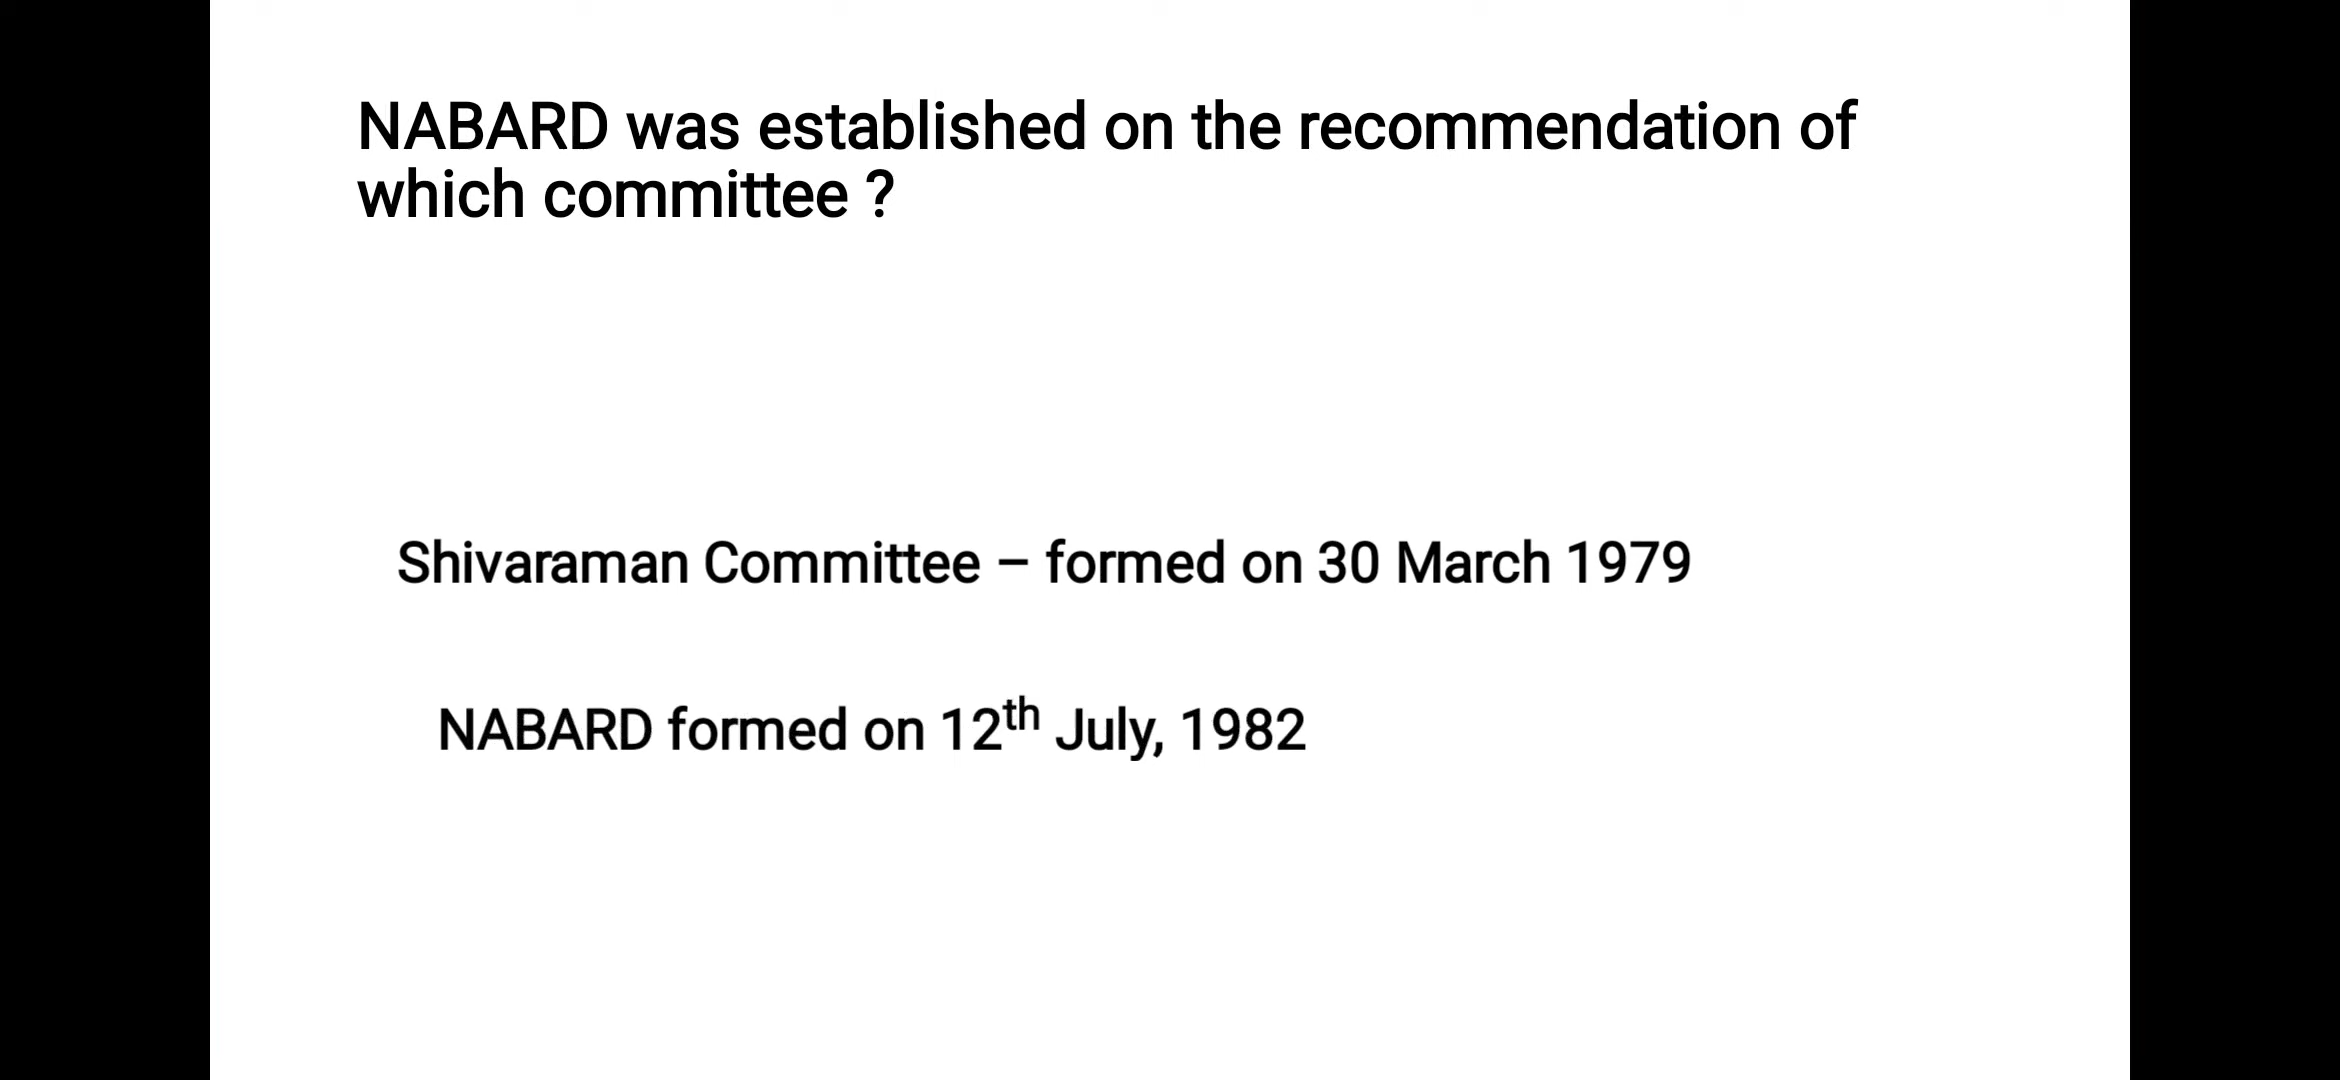 NABARD was established on the recommendation of
which committee ?
Shivaraman Committee – formed on 30 March 1979
NABARD formed on 12th July, 1982